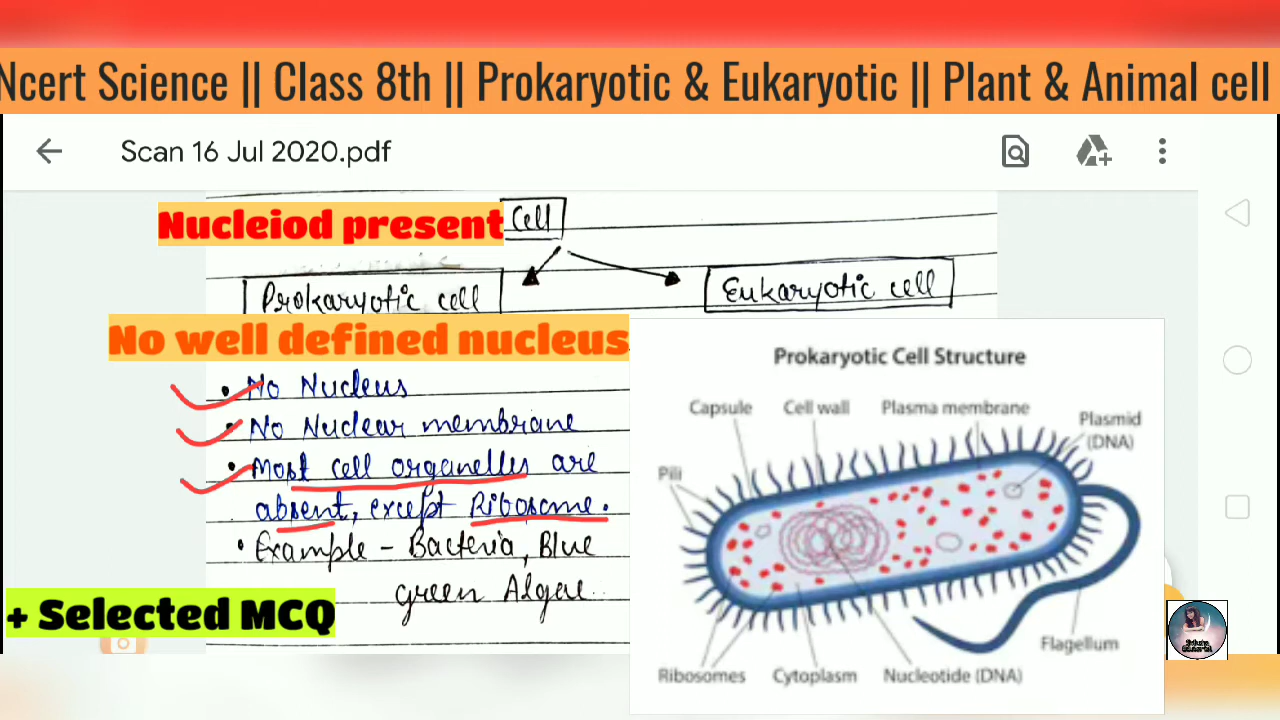 Ncert Science || Class 8th || Prokaryotic & Eukaryotic || Plant & Animal cell
Scan 16 Jul 2020.pdf
Nucleiod present
Cell
Prokaryotic cell
Eukaryotic cell
No well defined nucleus
• No Nucleus
• No Nuclear membrane
• Most cell organelles are
absent, except Ribosome.
• Example - Bacteria, Blue
green Algae.
+ Selected MCQ
Prokaryotic Cell Structure
Capsule
Cell wall
Plasma membrane
Plasmid
(DNA)
Pili
Flagellum
Ribosomes
Cytoplasm
Nucleotide (DNA)